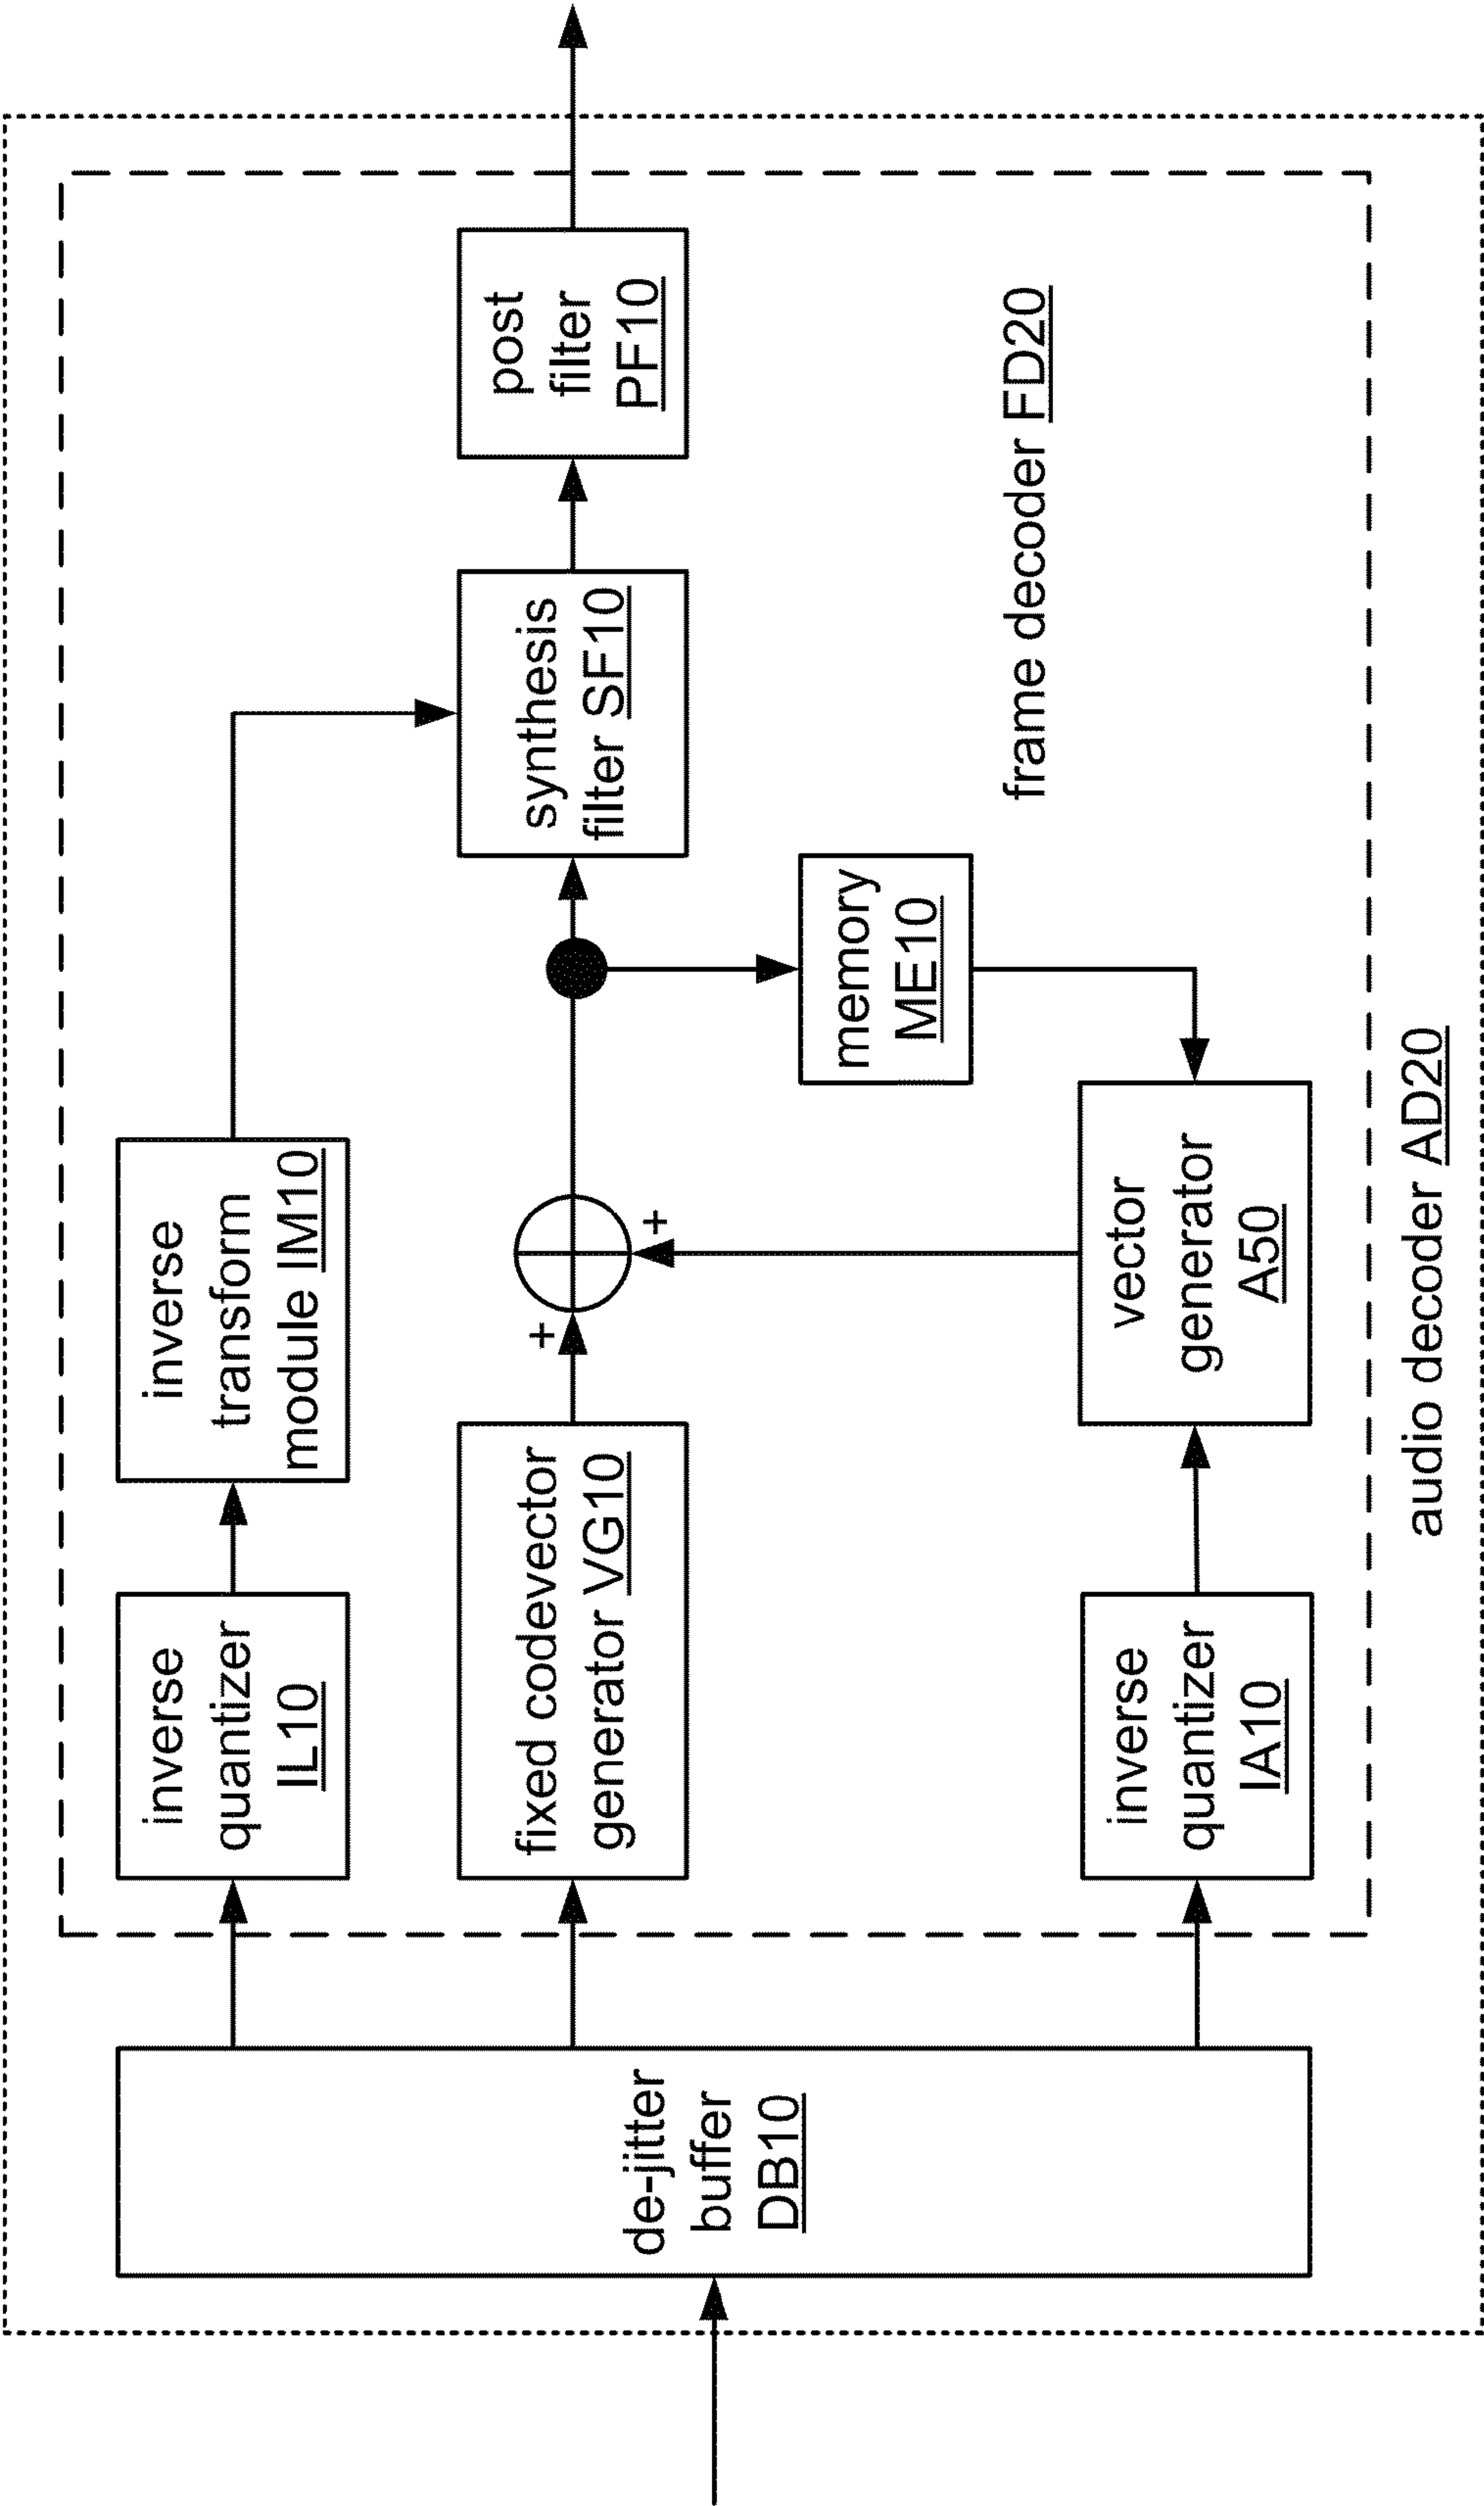 de-jitter
buffer
DB10
inverse
quantizer
IL10
inverse
transform
module IM10
fixed codevector
generator VG10
+
+
synthesis
filter SF10
post
filter
PF10
memory
ME10
inverse
quantizer
IA10
vector
generator
A50
frame decoder FD20
audio decoder AD20